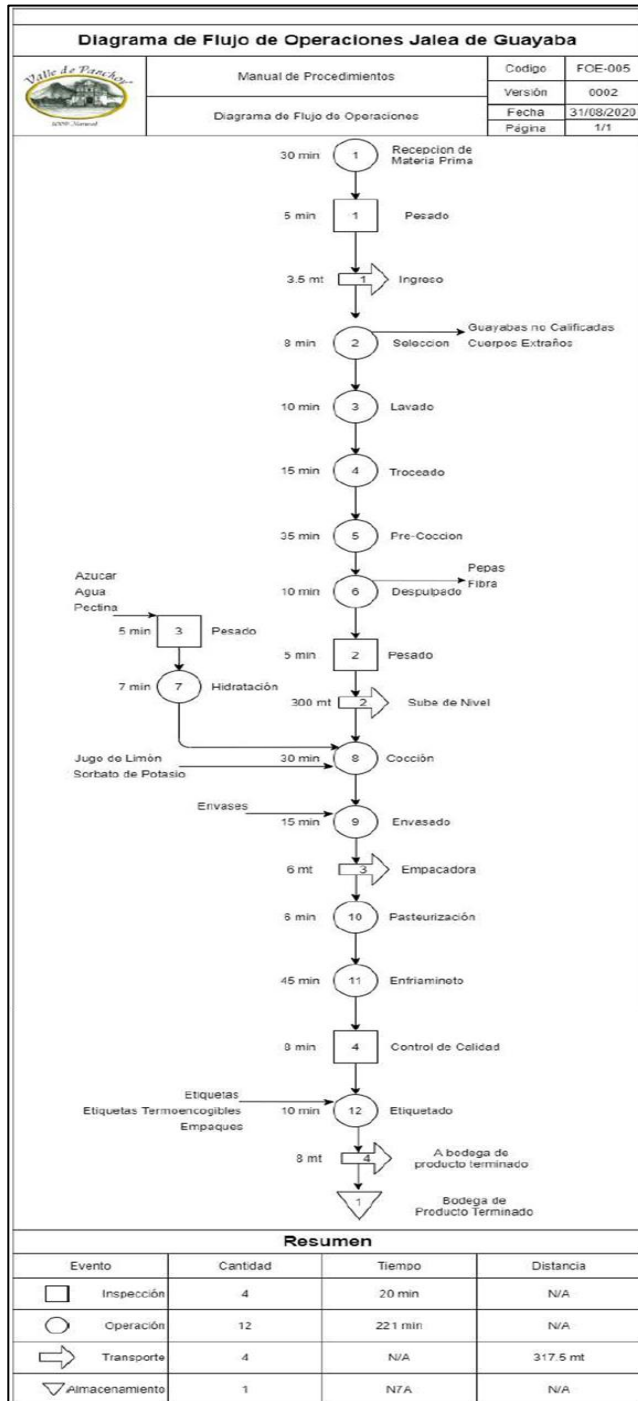 Diagrama de Flujo de Operaciones Jalea de Guayaba
Valle de Panchoy
100% Natural
Manual de Procedimientos
Diagrama de Flujo de Operaciones
Codigo FOE-005
Versión 0002
Fecha 31/08/2020
Página 1/1
30 min 1 Recepcion de
Materia Prima
5 min 1 Pesado
3.5 mt 1 Ingreso
8 min 2 Seleccion
Guayabas no Calificadas
Cuerpos Extraños
10 min 3 Lavado
15 min 4 Troceado
35 min 5 Pre-Coccion
10 min 6 Despulpado
Pepas
Fibra
Azucar
Agua
Pectina
5 min 3 Pesado
5 min 2 Pesado
7 min 7 Hidratación
300 mt 2 Sube de Nivel
Jugo de Limón
Sorbato de Potasio
30 min 8 Cocción
Envases
15 min 9 Envasado
6 mt 3 Empacadora
6 min 10 Pasteurización
45 min 11 Enfriamineto
8 min 4 Control de Calidad
Etiquetas
Etiquetas Termoencogibles
Empaques
10 min 12 Etiquetado
8 mt 4 A bodega de
producto terminado
1 Bodega de
Producto Terminado
Resumen
Evento Cantidad Tiempo Distancia
Inspección 4 20 min N/A
Operación 12 221 min N/A
Transporte 4 N/A 317.5 mt
Almacenamiento 1 N7A N/A